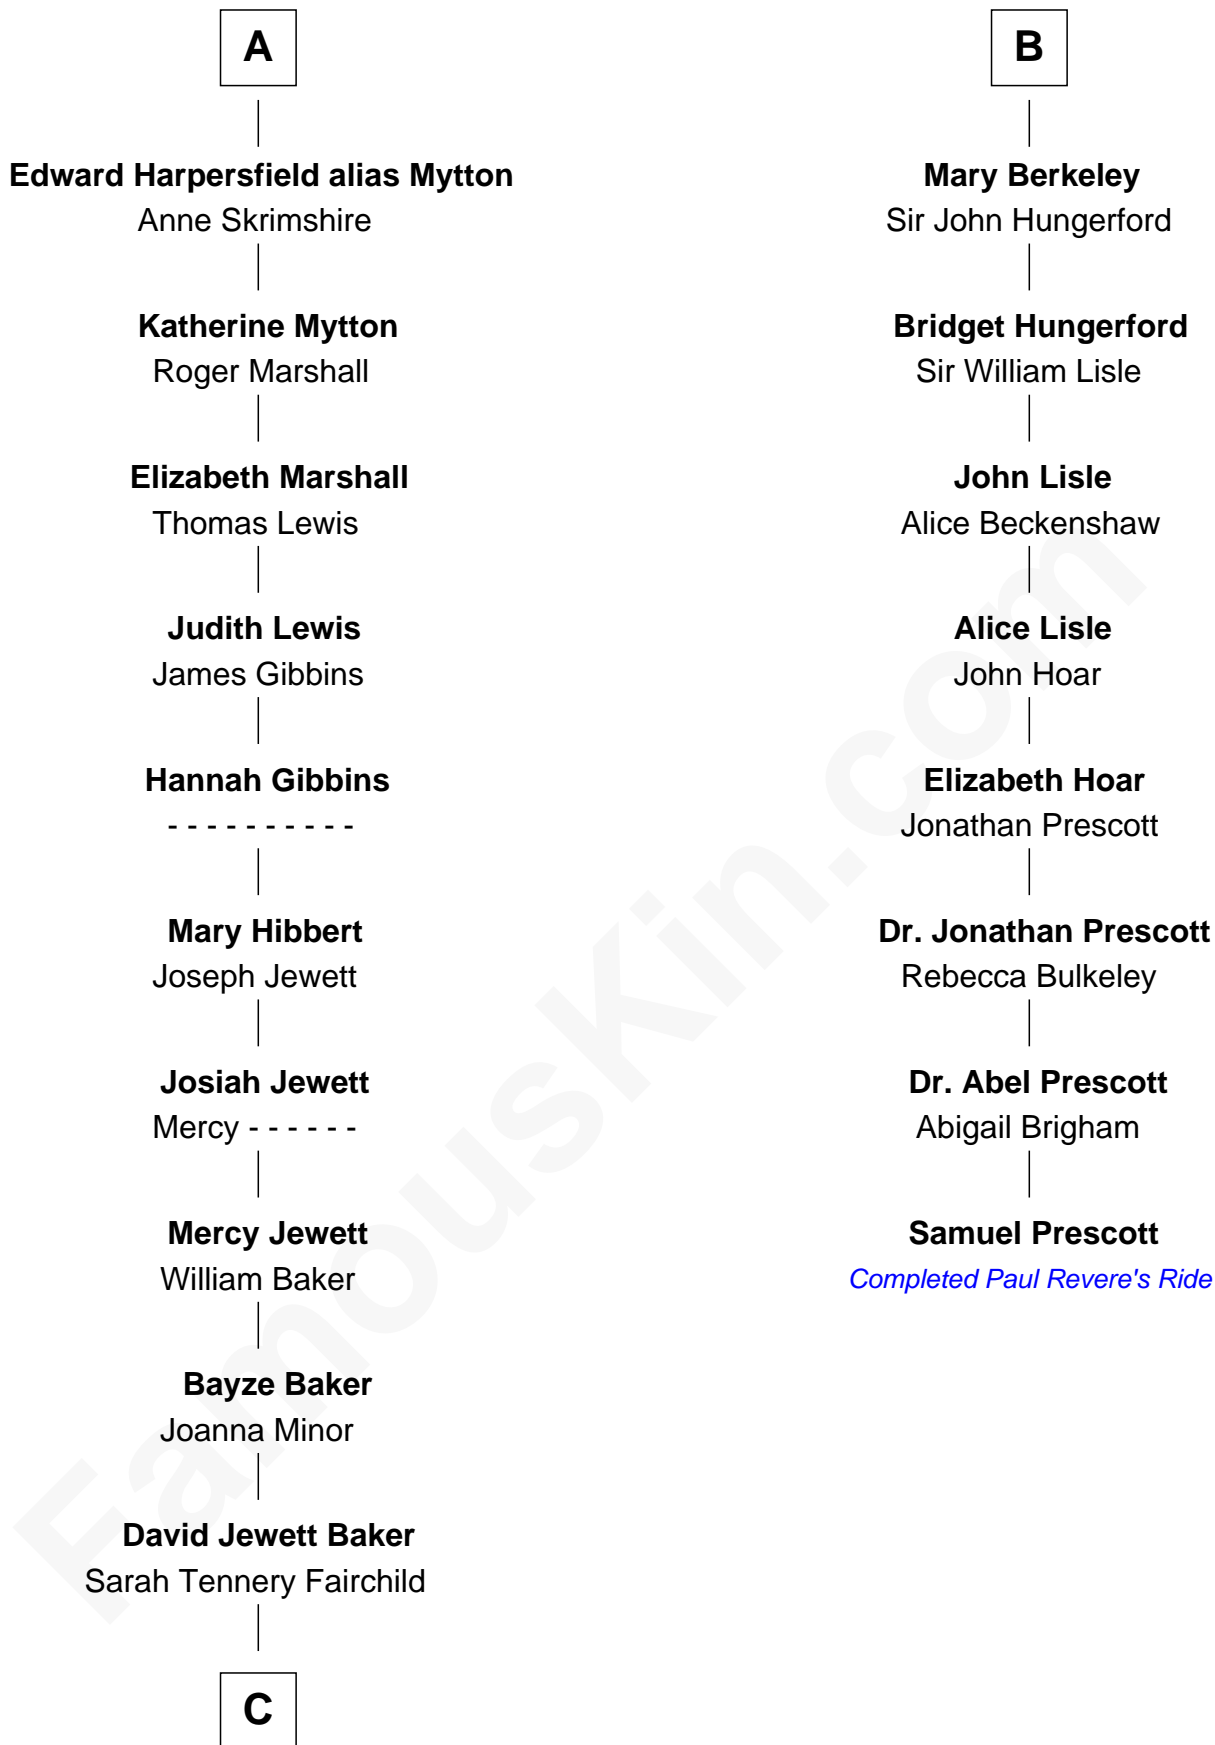 A
Edward Harpersfield alias Mytton
Anne Skrimshire
Katherine Mytton
Roger Marshall
Elizabeth Marshall
Thomas Lewis
Judith Lewis
James Gibbins
Hannah Gibbins
- - - - - - - - - -
Mary Hibbert
Joseph Jewett
Josiah Jewett
Mercy - - - - - -
Mercy Jewett
William Baker
Bayze Baker
Joanna Minor
David Jewett Baker
Sarah Tennery Fairchild
C
B
Mary Berkeley
Sir John Hungerford
Bridget Hungerford
Sir William Lisle
John Lisle
Alice Beckenshaw
Alice Lisle
John Hoar
Elizabeth Hoar
Jonathan Prescott
Dr. Jonathan Prescott
Rebecca Bulkeley
Dr. Abel Prescott
Abigail Brigham
Samuel Prescott
Completed Paul Revere's Ride
FamousKin.com